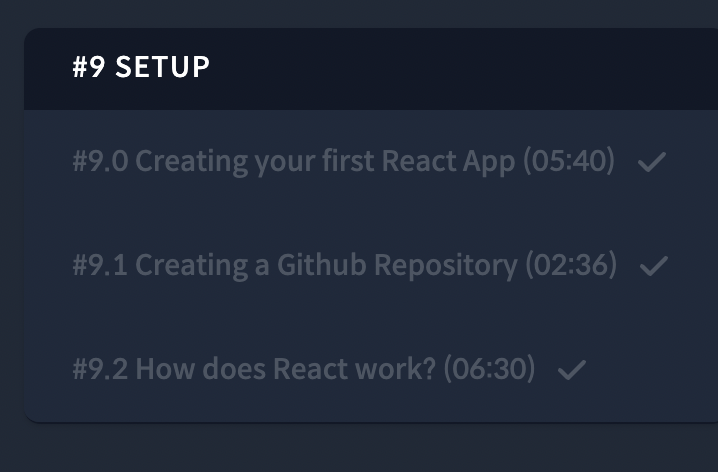 #9 SETUP
#9.0 Creating your first React App (05:40)
#9.1 Creating a Github Repository (02:36)
#9.2 How does React work? (06:30)